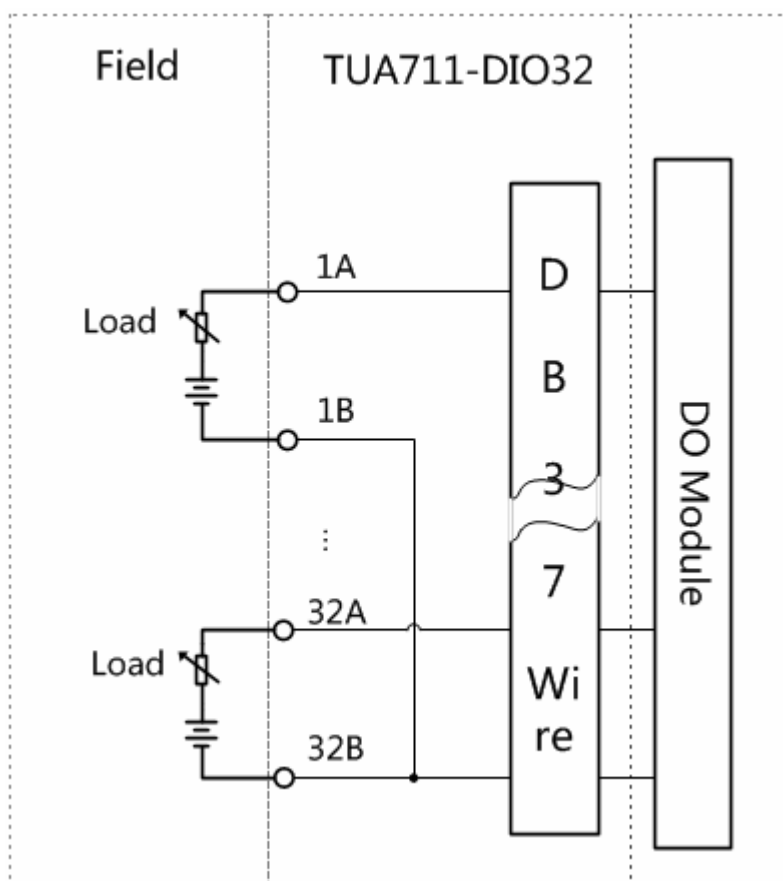 Field
TUA711-DIO32
1A
Load
1B
⋮
32A
Load
32B
D
B
3
7
Wi
re
DO Module